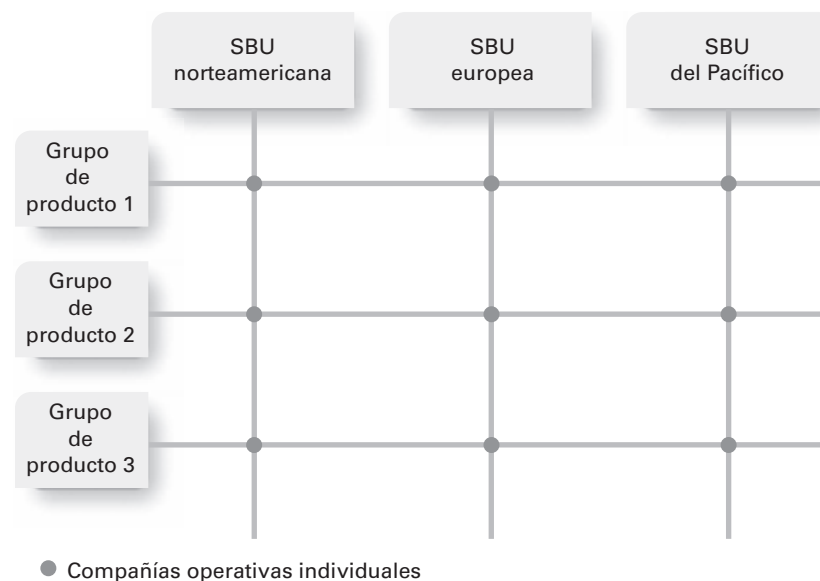 SBU
norteamericana
SBU
europea
SBU
del Pacífico
Grupo
de
producto 1
Grupo
de
producto 2
Grupo
de
producto 3
Compañías operativas individuales